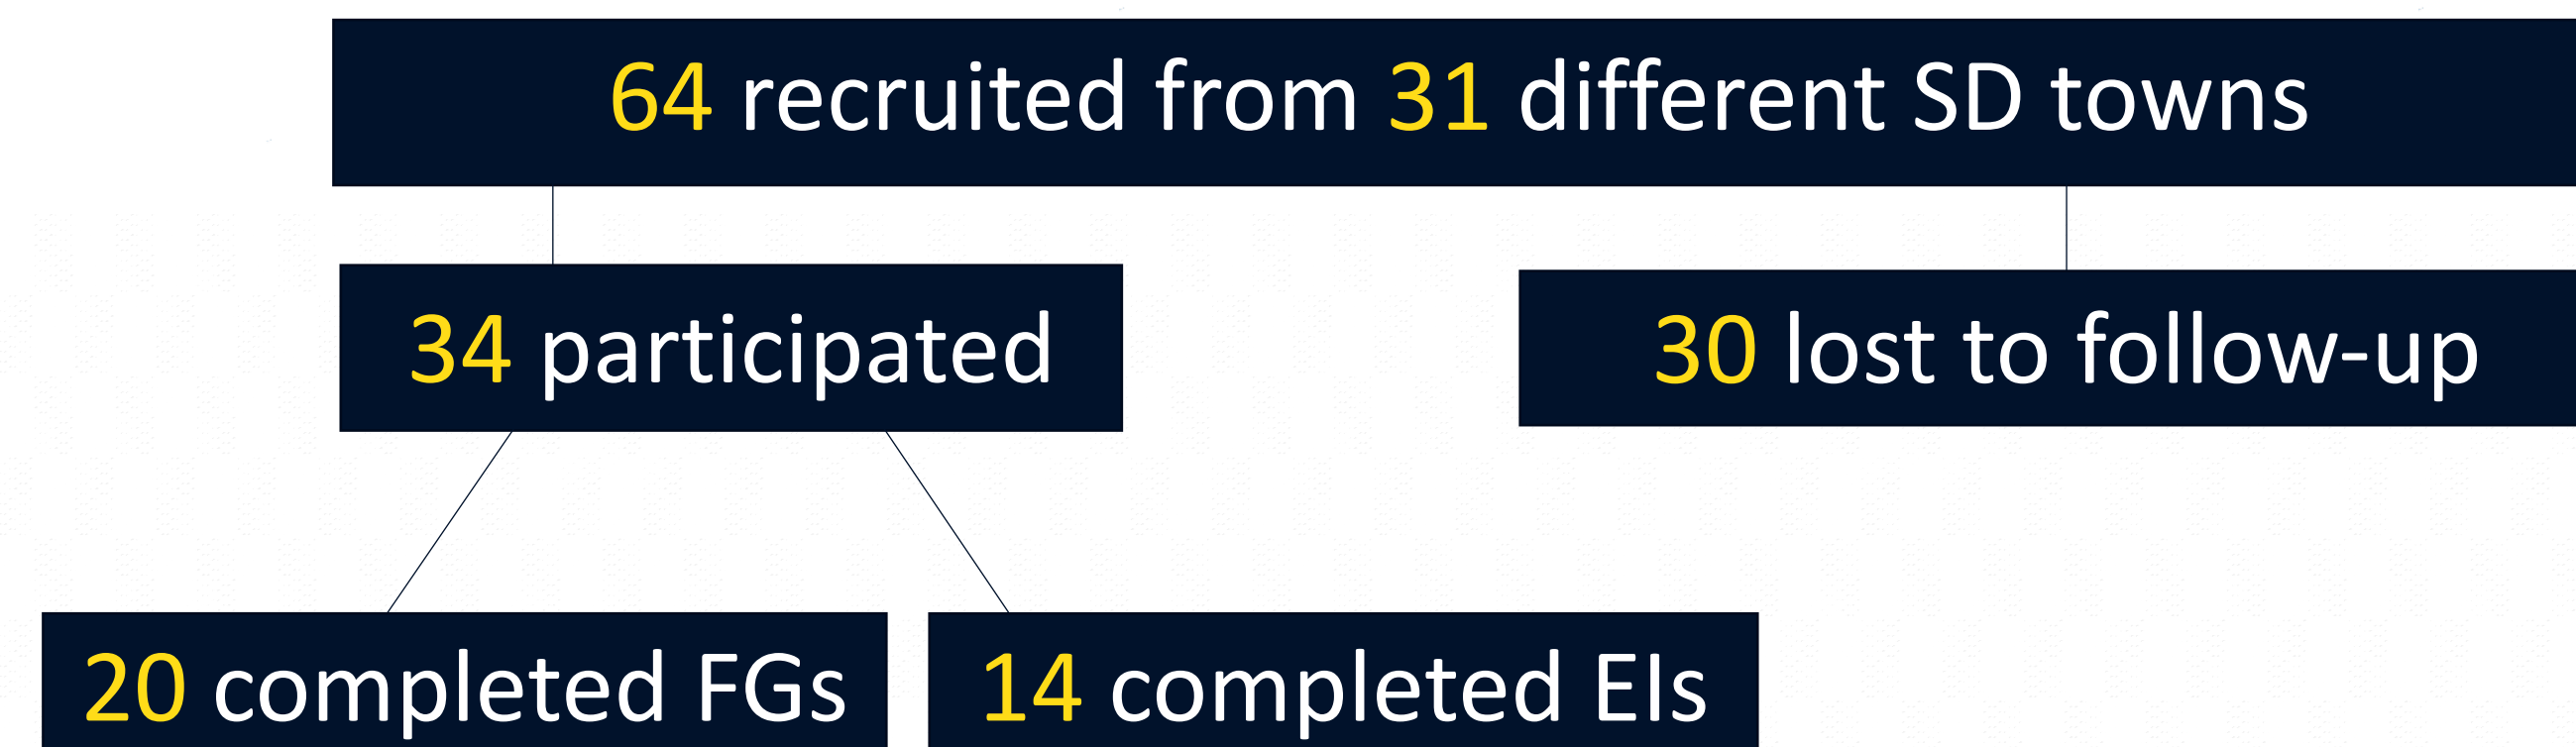 64 recruited from 31 different SD towns
34 participated
30 lost to follow-up
20 completed FGs
14 completed EIs